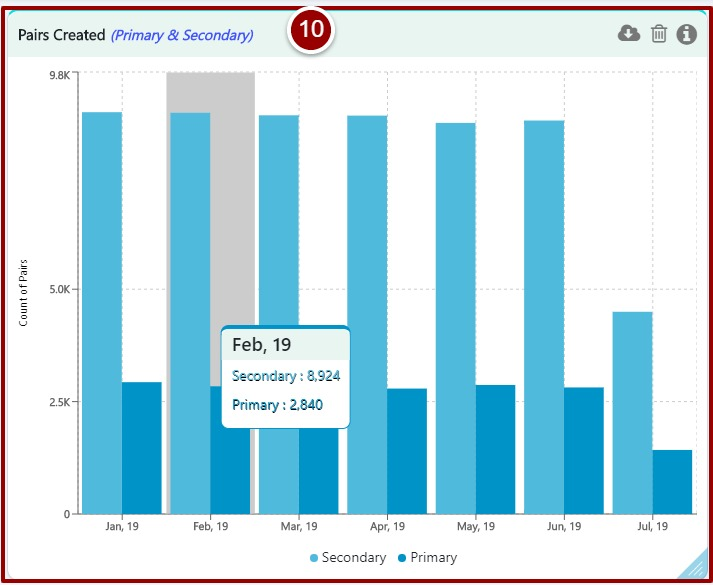 Pairs Created (Primary & Secondary)
10
9.8K
5.0K
2.5K
0
Count of Pairs
Feb, 19
Secondary : 8,924
Primary : 2,840
Jan, 19
Feb, 19
Mar, 19
Apr, 19
May, 19
Jun, 19
Jul, 19
Secondary
Primary